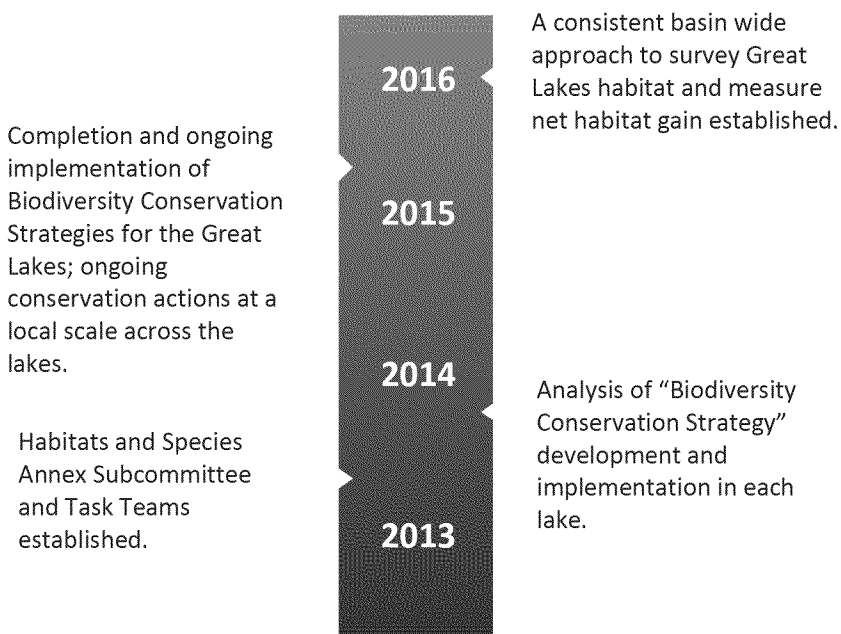 A consistent basin wide
approach to survey Great
Lakes habitat and measure
net habitat gain established.
2016
Completion and ongoing
implementation of
Biodiversity Conservation
Strategies for the Great
Lakes; ongoing
conservation actions at a
local scale across the
lakes.
2015
2014
Analysis of “Biodiversity
Conservation Strategy”
development and
implementation in each
lake.
Habitats and Species
Annex Subcommittee
and Task Teams
established.
2013